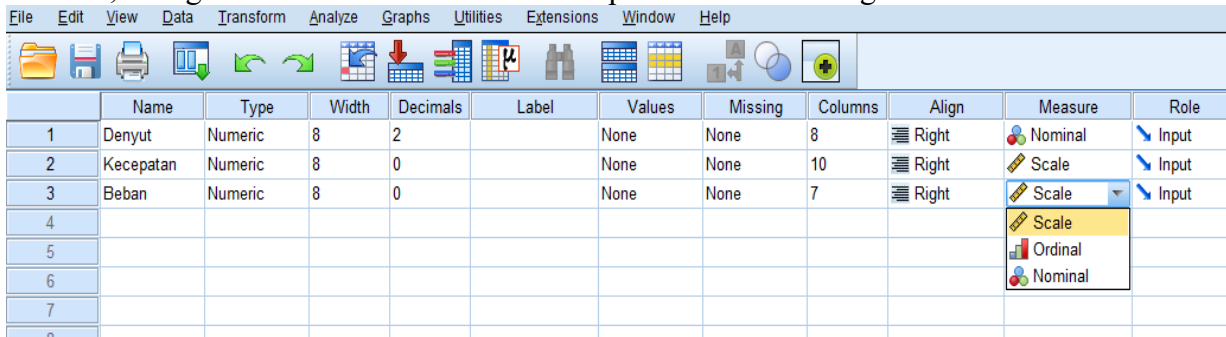 File Edit View Data Transform Analyze Graphs Utilities Extensions Window Help
μ
A
1
Name Type Width Decimals Label Values Missing Columns Align Measure Role
1 Denyut Numeric 8 2 None None 8 Right Nominal Input
2 Kecepatan Numeric 8 0 None None 10 Right Scale Input
3 Beban Numeric 8 0 None None 7 Right Scale Input
4 Scale
5 Ordinal
6 Nominal
7